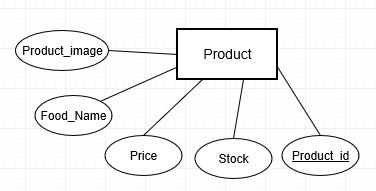 Product
Product_image
Food_Name
Price
Stock
Product_id